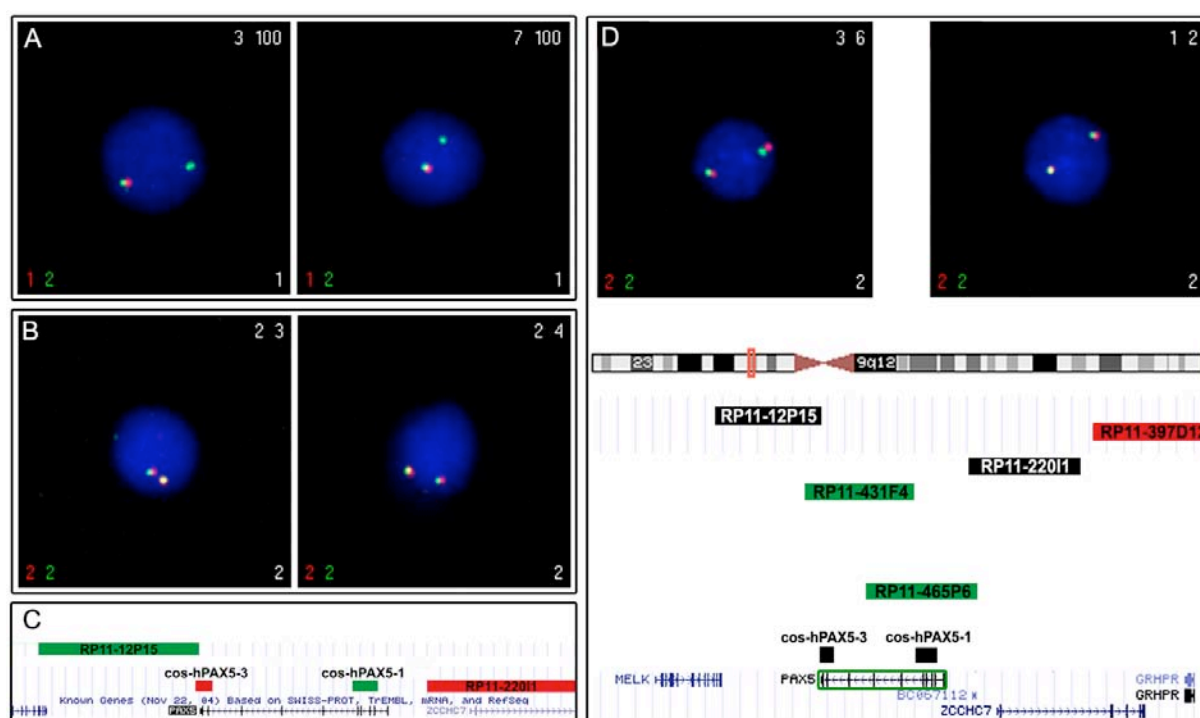 A
3 100
7 100
1 2
1
1 2
1
B
2 3
2 4
2 2
2
2 2
2
C
RP11-12P15
cos-hPAX5-3
cos-hPAX5-1
RP11-220I1
Known Genes (Nov 22, 04) Based on SWISS-PROT, TrEMBL, mRNA, and RefSeq
PAX5
ZCCHC7
D
3 6
1 2
2 2
2
2 2
2
23
9q12
RP11-12P15
RP11-397D12
RP11-220I1
RP11-431F4
RP11-465P6
cos-hPAX5-3
cos-hPAX5-1
MELK
PAX5
GRHPR
BC057112
GRHPR
ZCCHC7